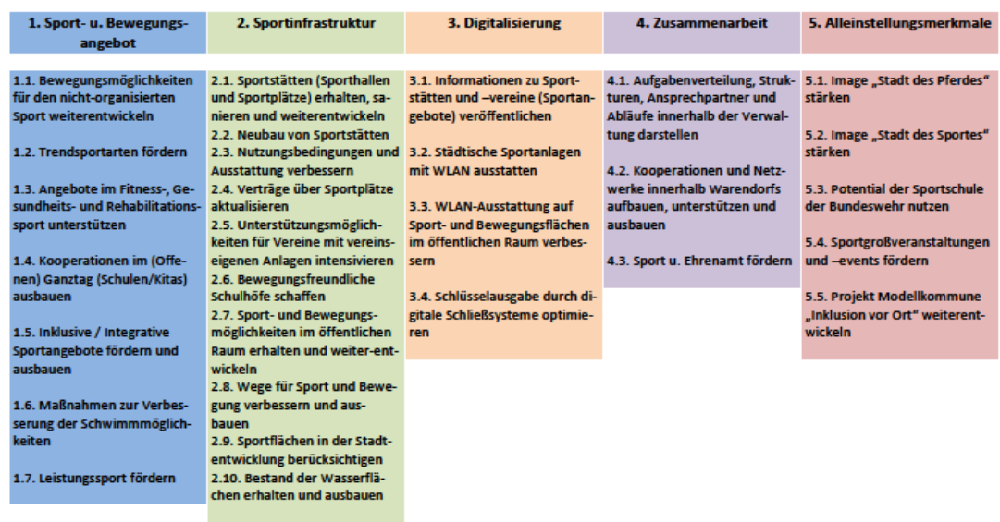 1. Sport- u. Bewegungs-
angebot
2. Sportinfrastruktur
3. Digitalisierung
4. Zusammenarbeit
5. Alleinstellungsmerkmale
1.1. Bewegungsmöglichkeiten
für den nicht-organisierten
Sport weiterentwickeln
1.2. Trendsportarten fördern
1.3. Angebote im Fitness-, Ge-
sundheits- und Rehabilitations-
sport unterstützen
1.4. Kooperationen im (Offe-
nen) Ganztag (Schulen/Kitas)
ausbauen
1.5. Inklusive / Integrative
Sportangebote fördern und
ausbauen
1.6. Maßnahmen zur Verbes-
serung der Schwimmmöglich-
keiten
1.7. Leistungssport fördern
2.1. Sportstätten (Sporthallen
und Sportplätze) erhalten, sa-
nieren und weiterentwickeln
2.2. Neubau von Sportstätten
2.3. Nutzungsbedingungen und
Ausstattung verbessern
2.4. Verträge über Sportplätze
aktualisieren
2.5. Unterstützungsmöglich-
keiten für Vereine mit vereins-
eigenen Anlagen intensivieren
2.6. Bewegungsfreundliche
Schulhöfe schaffen
2.7. Sport- und Bewegungs-
möglichkeiten im öffentlichen
Raum erhalten und weiter-ent-
wickeln
2.8. Wege für Sport und Bewe-
gung verbessern und aus-
bauen
2.9. Sportflächen in der Stadt-
entwicklung berücksichtigen
2.10. Bestand der Wasserflä-
chen erhalten und ausbauen
3.1. Informationen zu Sport-
stätten und –vereine (Sportan-
gebote) veröffentlichen
3.2. Städtische Sportanlagen
mit WLAN ausstatten
3.3. WLAN-Ausstattung auf
Sport- und Bewegungsflächen
im öffentlichen Raum verbes-
sern
3.4. Schlüsselausgabe durch di-
gitale Schließsysteme optimie-
ren
4.1. Aufgabenverteilung, Struk-
turen, Ansprechpartner und
Abläufe innerhalb der Verwal-
tung darstellen
4.2. Kooperationen und Netz-
werke innerhalb Warendorfs
aufbauen, unterstützen und
ausbauen
4.3. Sport u. Ehrenamt fördern
5.1. Image „Stadt des Pferdes"
stärken
5.2. Image „Stadt des Sportes"
stärken
5.3. Potential der Sportschule
der Bundeswehr nutzen
5.4. Sportgroßveranstaltungen
und –events fördern
5.5. Projekt Modellkommune
„Inklusion vor Ort" weiterent-
wickeln